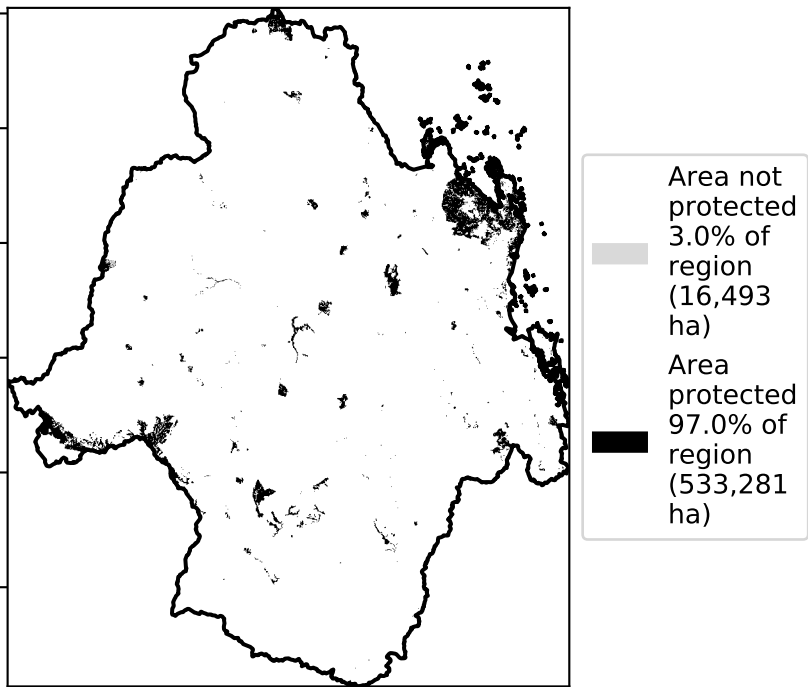 Area not
protected
3.0% of
region
(16,493
ha)
Area
protected
97.0% of
region
(533,281
ha)